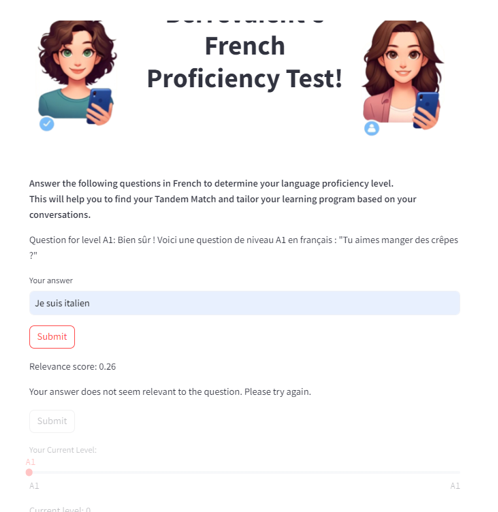 French
Proficiency Test!
Answer the following questions in French to determine your language proficiency level.
This will help you to find your Tandem Match and tailor your learning program based on your
conversations.
Question for level A1: Bien sûr ! Voici une question de niveau A1 en français : "Tu aimes manger des crêpes
?"
Your answer
Je suis italien
Submit
Relevance score: 0.26
Your answer does not seem relevant to the question. Please try again.
Submit
Your Current Level:
A1
A1 A1
Current level: 0